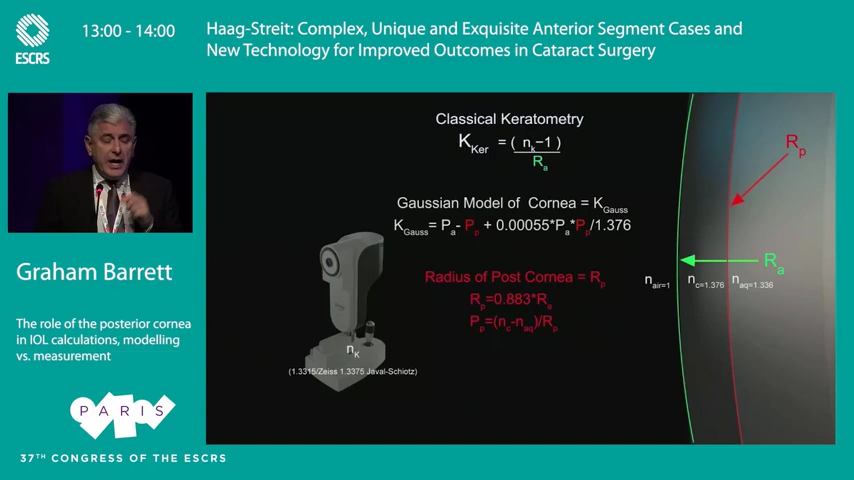 ESCRS
13:00 - 14:00
Haag-Streit: Complex, Unique and Exquisite Anterior Segment Cases and
New Technology for Improved Outcomes in Cataract Surgery
Graham Barrett
The role of the posterior cornea
in IOL calculations, modelling
vs. measurement
PARIS
37TH CONGRESS OF THE ESCRS
Classical Keratometry
K Ker = ( nk−1 )
Ra
Gaussian Model of Cornea = K Gauss
K Gauss = Pa- Pp + 0.00055*Pa*Pp/1.376
Radius of Post Cornea = Rp
Rp=0.883*Ra
Pp=(nc-naq)/Rp
nK
(1.3315/Zeiss 1.3375 Javal-Schiotz)
Rp
Ra
nair=1
nc=1.376
naq=1.336